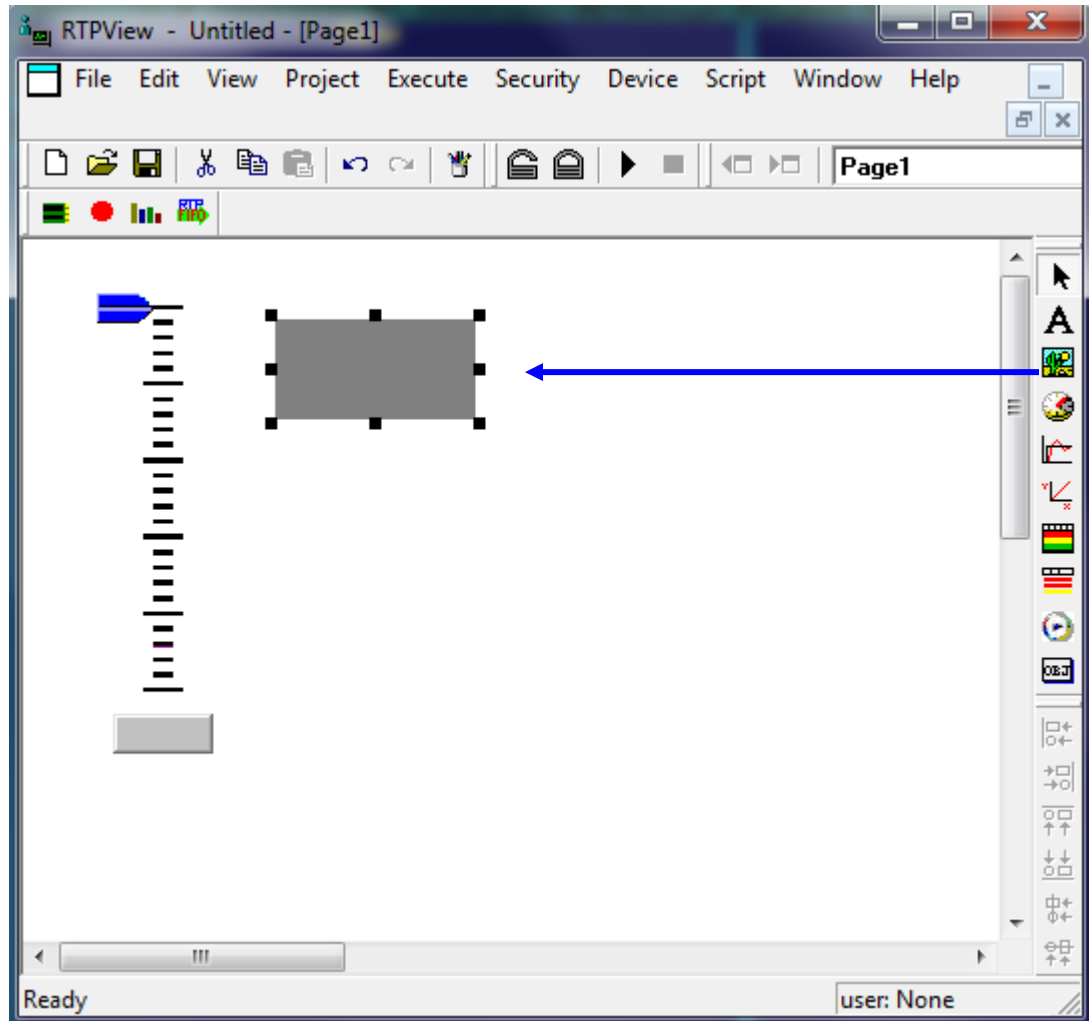 RTPView - Untitled - [Page1]
File Edit View Project Execute Security Device Script Window Help
Page1
RTP
FIFO
A
Y
X
OBJ
Ready
user: None